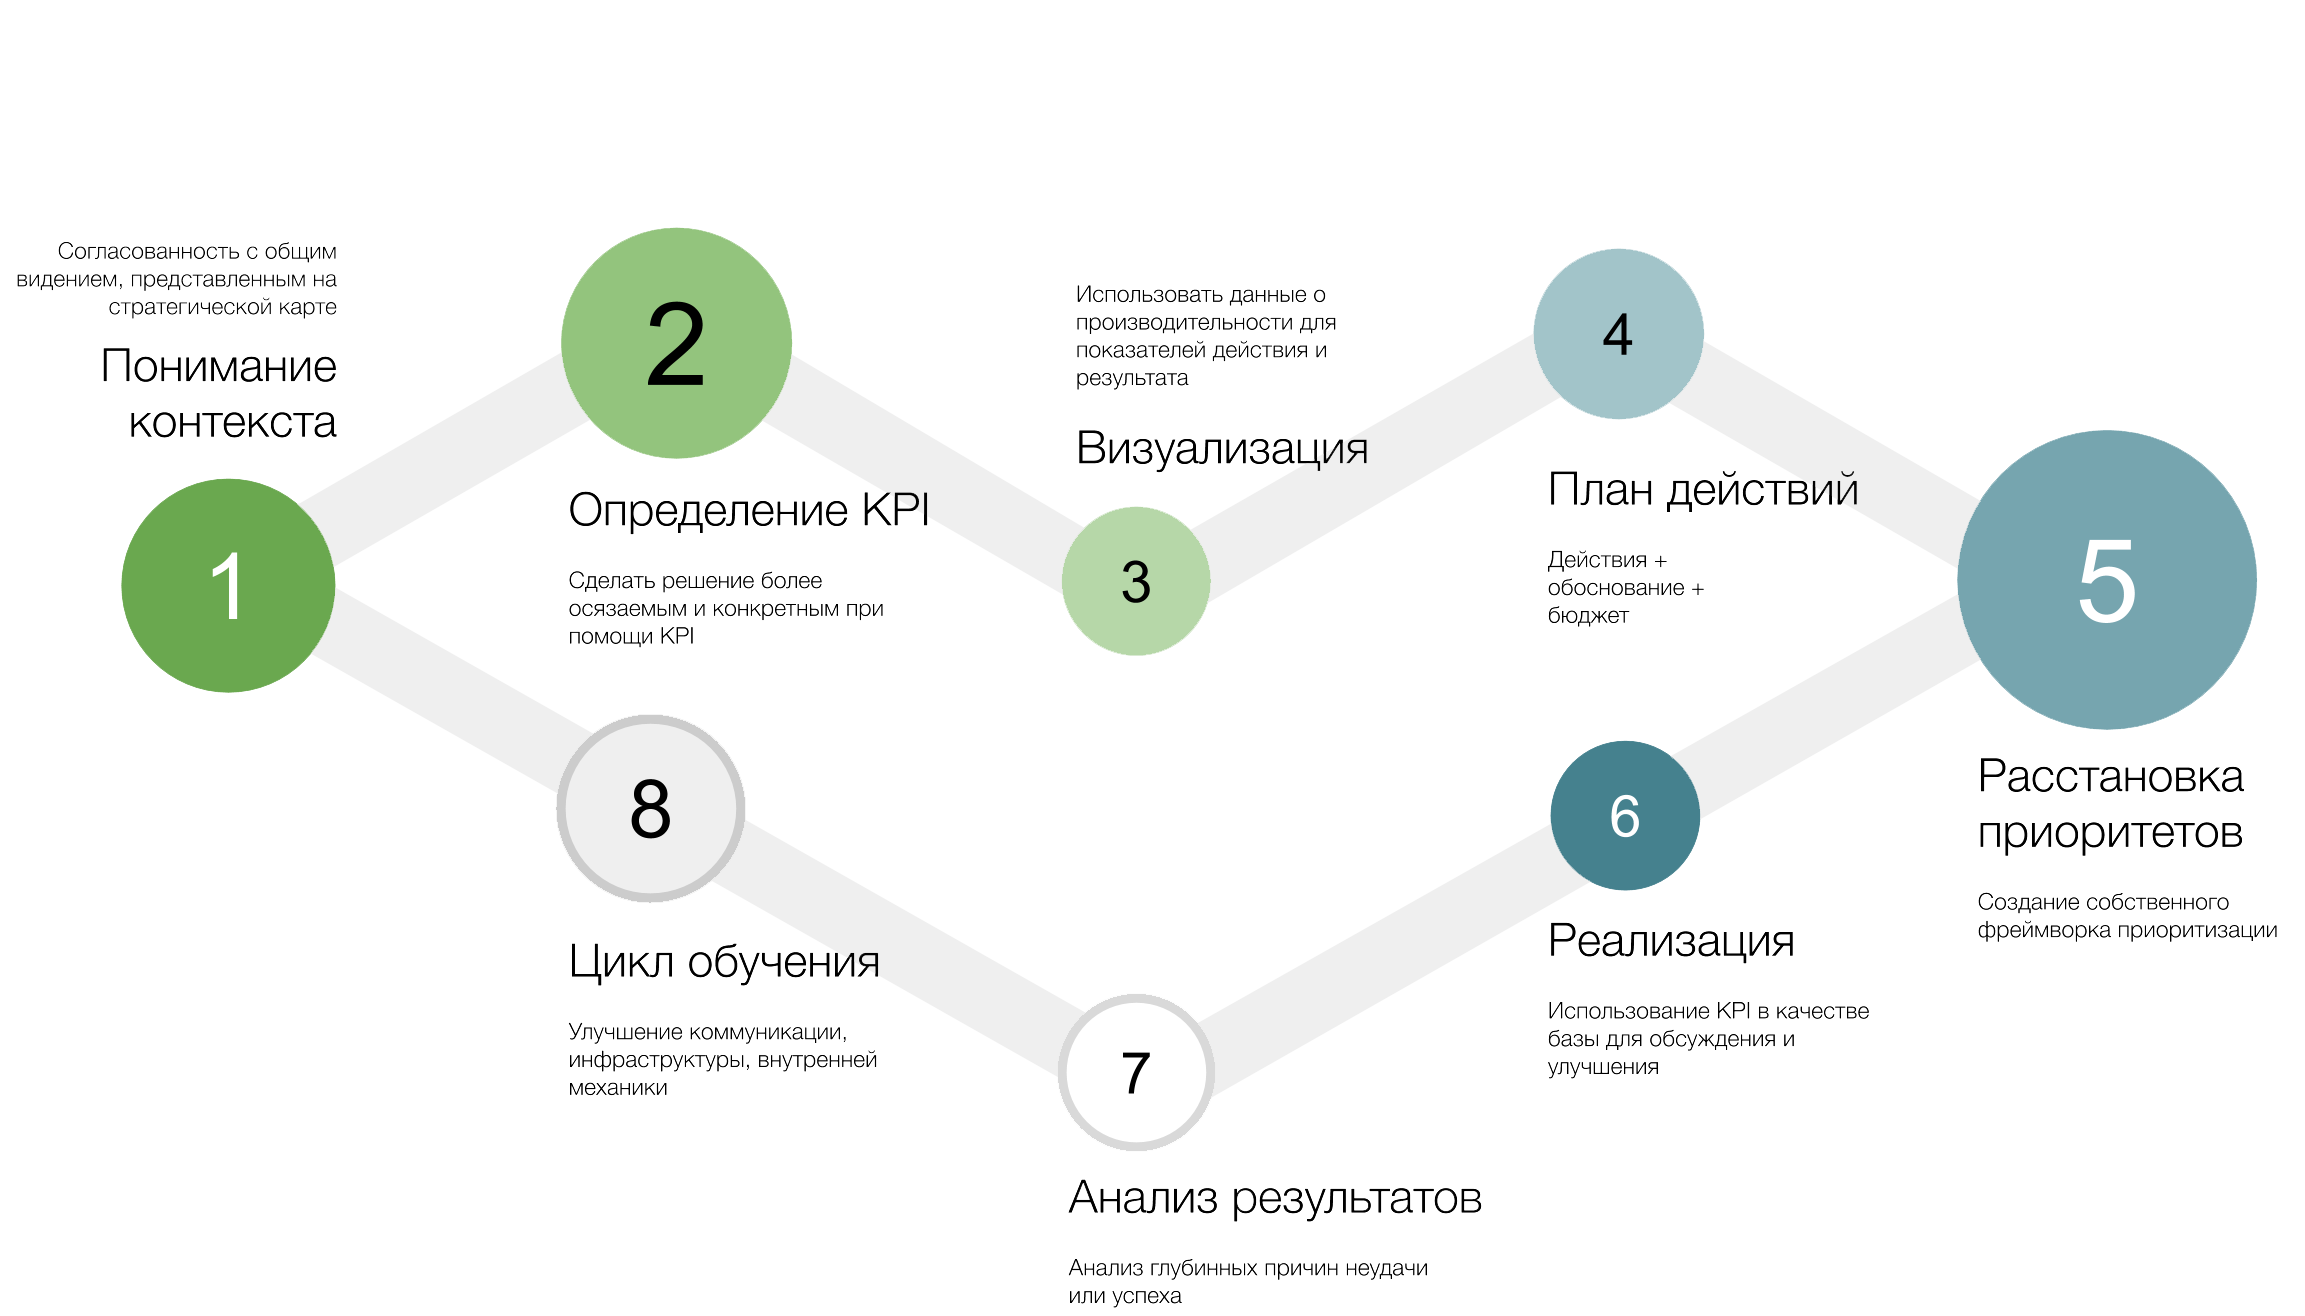 Согласованность с общим
видением, представленным на
стратегической карте
Понимание
контекста
1
2
Определение KPI
Сделать решение более
осязаемым и конкретным при
помощи KPI
Использовать данные о
производительности для
показателей действия и
результата
Визуализация
3
4
План действий
Действия +
обоснование +
бюджет
5
Расстановка
приоритетов
Создание собственного
фреймворка приоритизации
6
Реализация
Использование KPI в качестве
базы для обсуждения и
улучшения
7
Анализ результатов
Анализ глубинных причин неудачи
или успеха
8
Цикл обучения
Улучшение коммуникации,
инфраструктуры, внутренней
механики